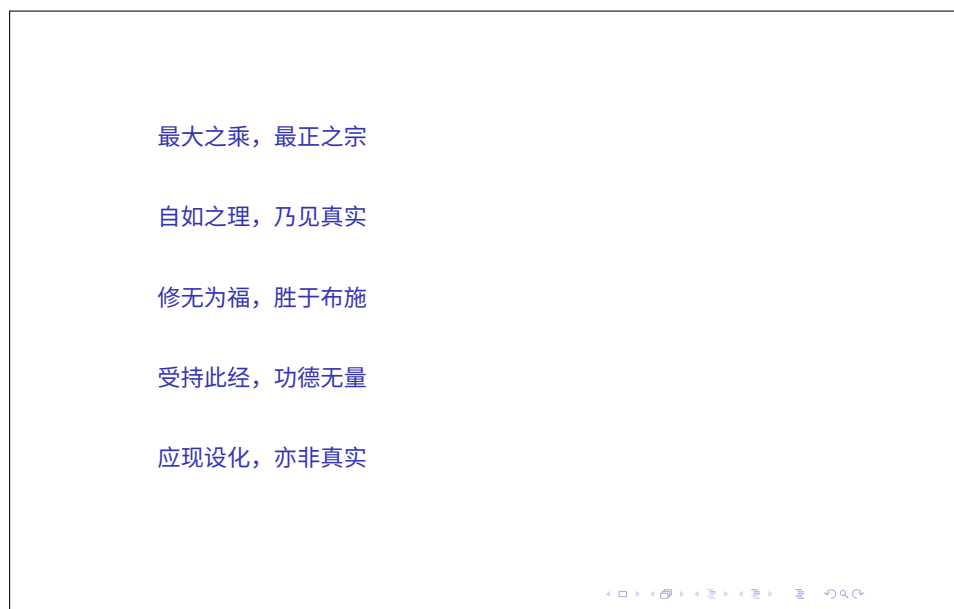 最大之乘，最正之宗
自如之理，乃见真实
修无为福，胜于布施
受持此经，功德无量
应现设化，亦非真实